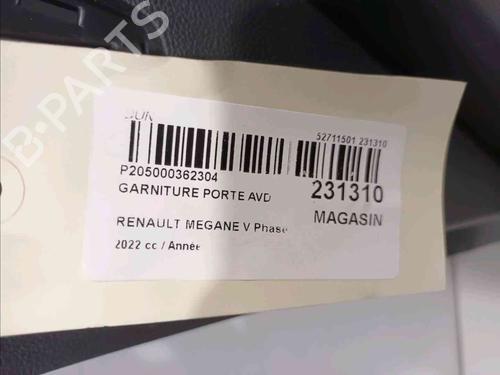 B-PARTS
52711501 231310
P205000362304
GARNITURE PORTE AVD
231310
MAGASIN
RENAULT MEGANE V Phase
2022 cc / Année